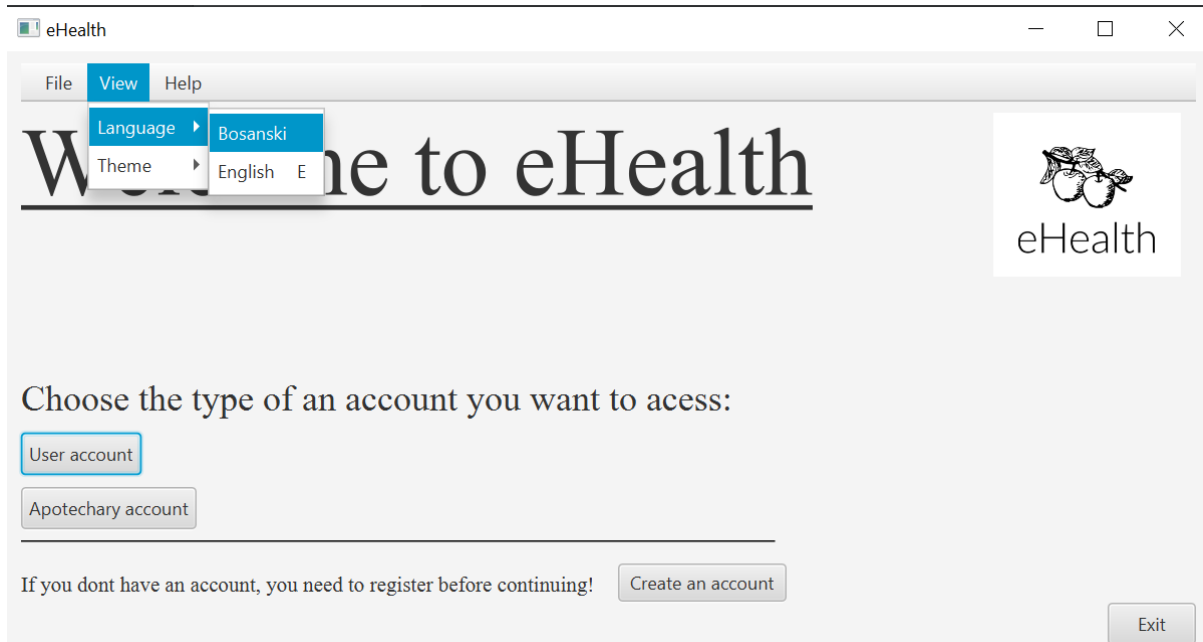 eHealth
File View Help
Language Bosanski
Theme English E
W me to eHealth
eHealth
Choose the type of an account you want to acess:
User account
Apotechary account
If you dont have an account, you need to register before continuing! Create an account
Exit